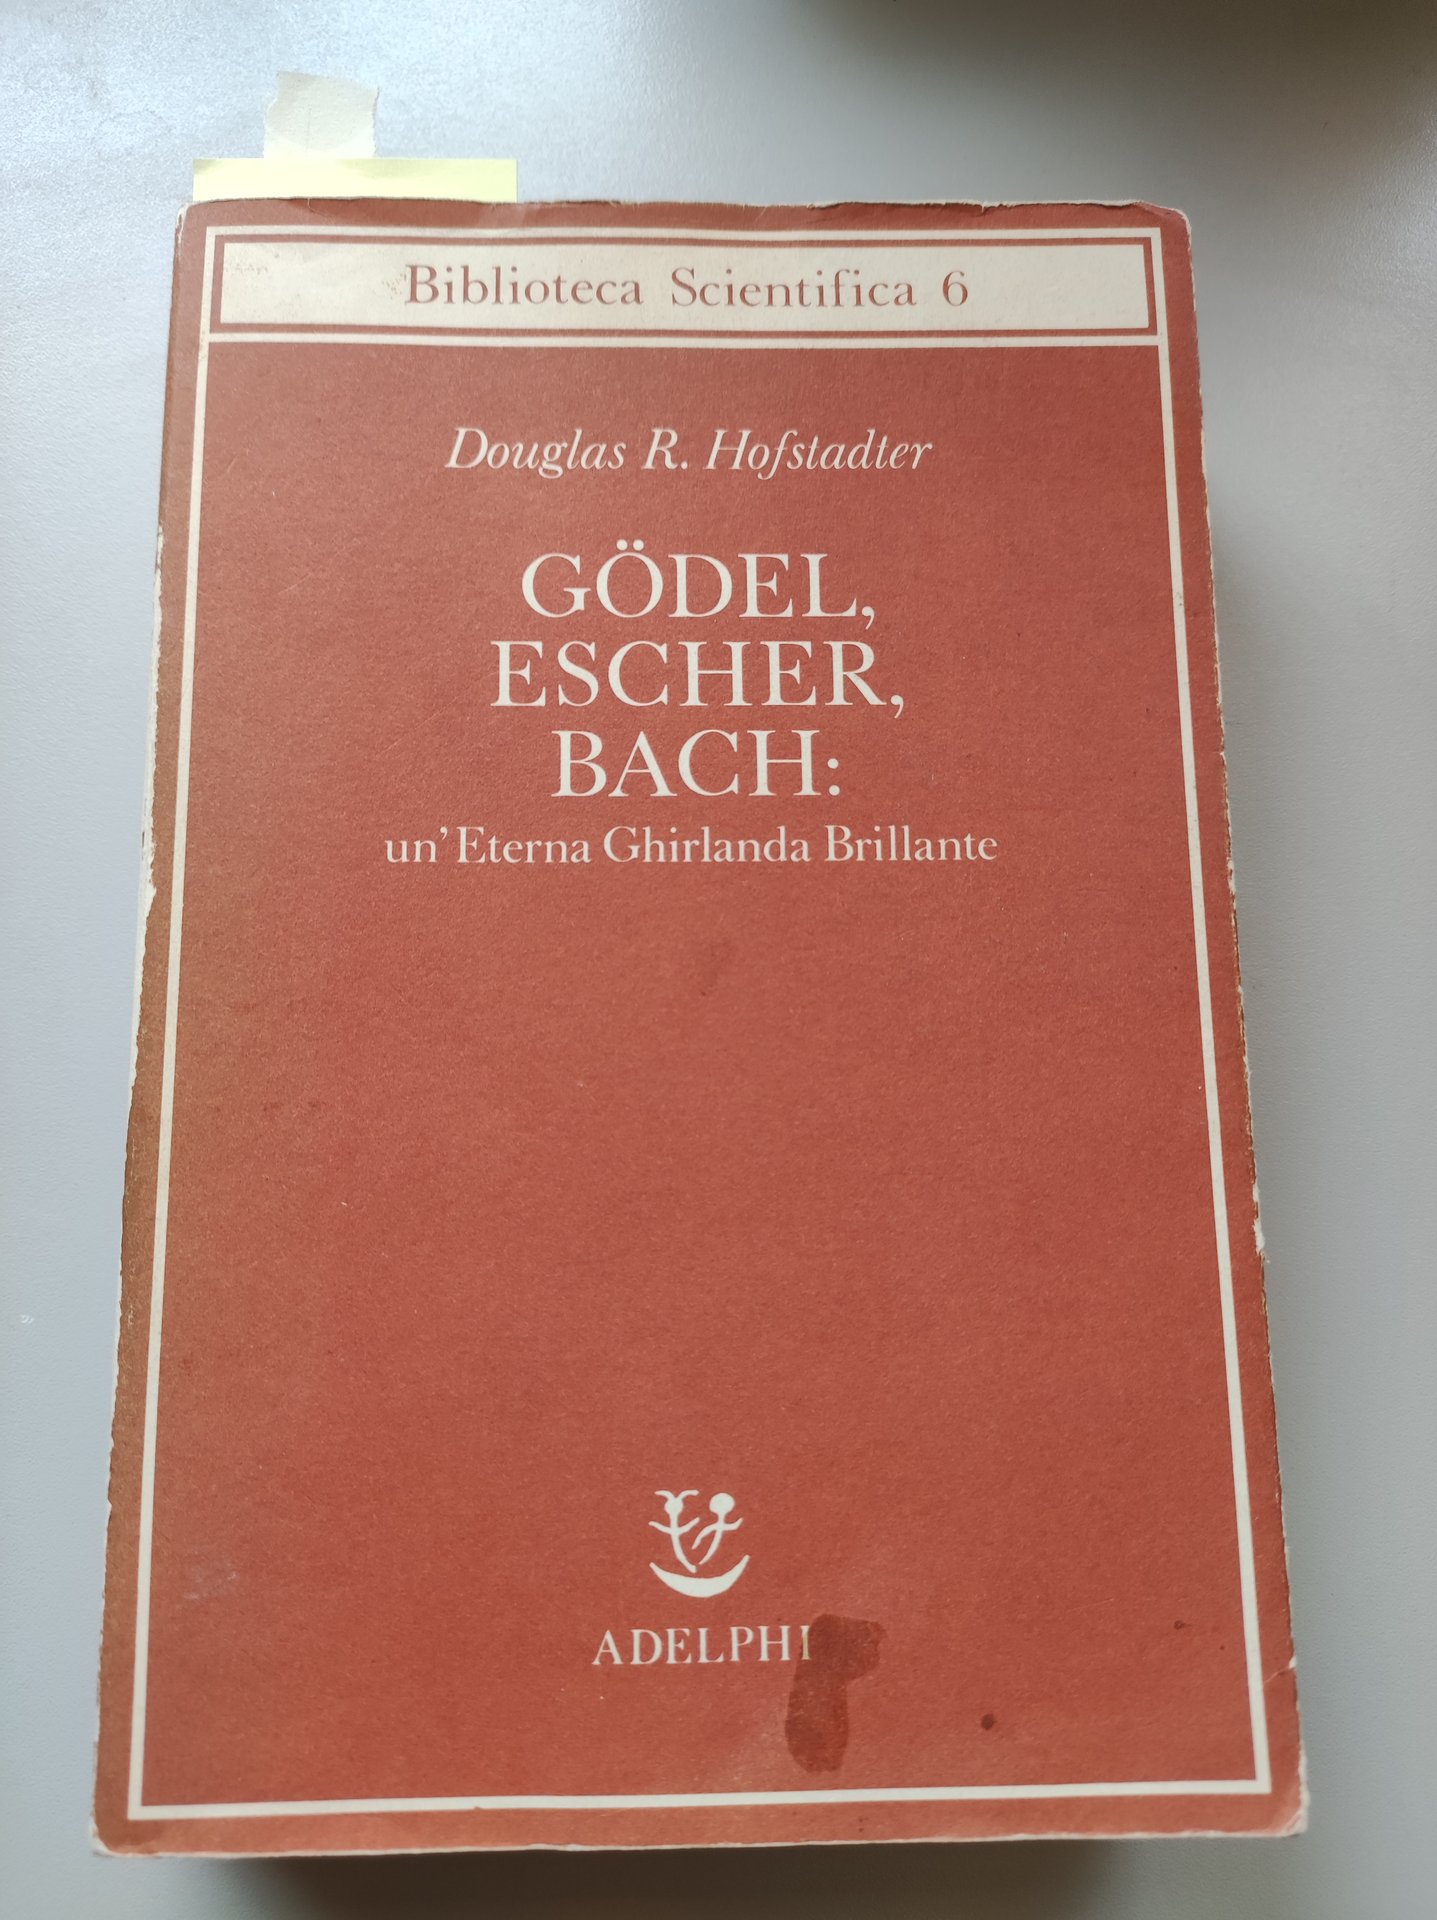 Biblioteca Scientifica 6
Douglas R. Hofstadter
GÖDEL,
ESCHER,
BACH:
un'Eterna Ghirlanda Brillante
ADELPHI